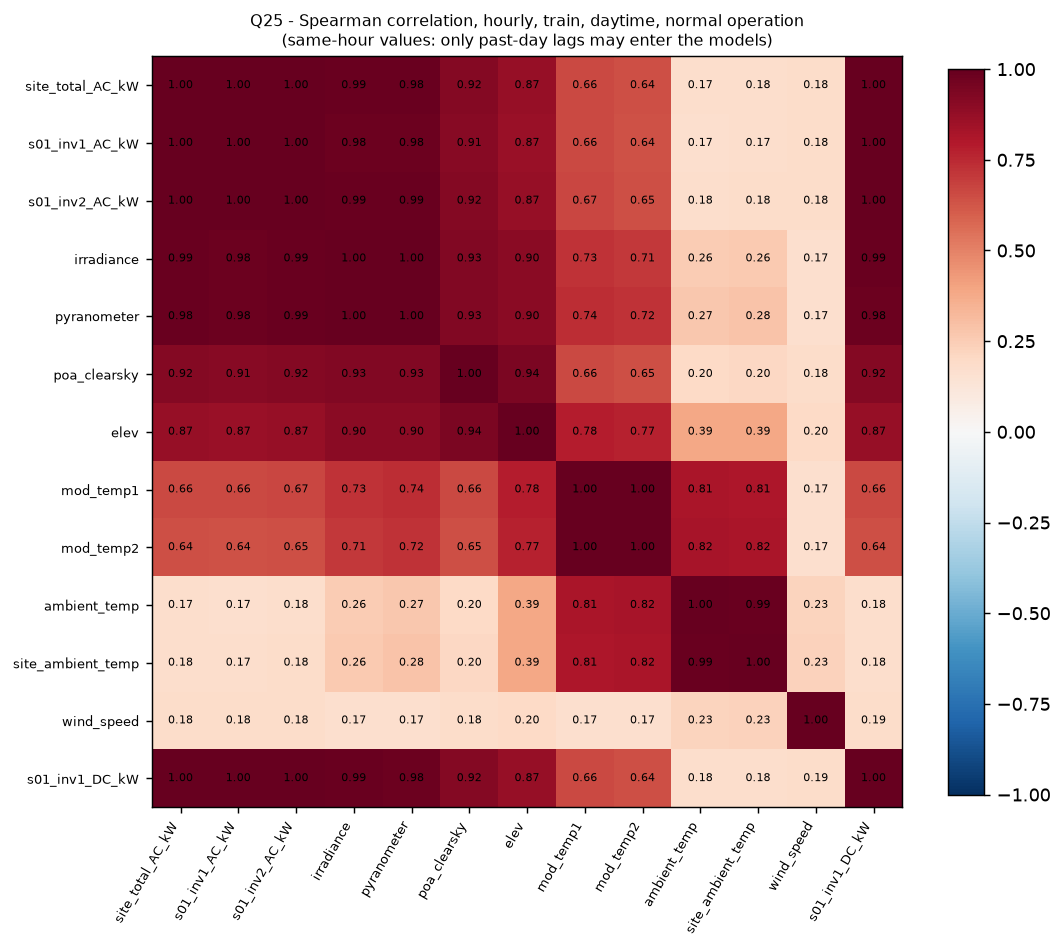 Q25 - Spearman correlation, hourly, train, daytime, normal operation
(same-hour values: only past-day lags may enter the models)
site_total_AC_kW 1.00 1.00 1.00 0.99 0.98 0.92 0.87 0.66 0.64 0.17 0.18 0.18 1.00
s01_inv1_AC_kW 1.00 1.00 1.00 0.98 0.98 0.91 0.87 0.66 0.64 0.17 0.17 0.18 1.00
s01_inv2_AC_kW 1.00 1.00 1.00 0.99 0.99 0.92 0.87 0.67 0.65 0.18 0.18 0.18 1.00
irradiance 0.99 0.98 0.99 1.00 1.00 0.93 0.90 0.73 0.71 0.26 0.26 0.17 0.99
pyranometer 0.98 0.98 0.99 1.00 1.00 0.93 0.90 0.74 0.72 0.27 0.28 0.17 0.98
poa_clearsky 0.92 0.91 0.92 0.93 0.93 1.00 0.94 0.66 0.65 0.20 0.20 0.18 0.92
elev 0.87 0.87 0.87 0.90 0.90 0.94 1.00 0.78 0.77 0.39 0.39 0.20 0.87
mod_temp1 0.66 0.66 0.67 0.73 0.74 0.66 0.78 1.00 1.00 0.81 0.81 0.17 0.66
mod_temp2 0.64 0.64 0.65 0.71 0.72 0.65 0.77 1.00 1.00 0.82 0.82 0.17 0.64
ambient_temp 0.17 0.17 0.18 0.26 0.27 0.20 0.39 0.81 0.82 1.00 0.99 0.23 0.18
site_ambient_temp 0.18 0.17 0.18 0.26 0.28 0.20 0.39 0.81 0.82 0.99 1.00 0.23 0.18
wind_speed 0.18 0.18 0.18 0.17 0.17 0.18 0.20 0.17 0.17 0.23 0.23 1.00 0.19
s01_inv1_DC_kW 1.00 1.00 1.00 0.99 0.98 0.92 0.87 0.66 0.64 0.18 0.18 0.19 1.00
site_total_AC_kW s01_inv1_AC_kW s01_inv2_AC_kW irradiance pyranometer poa_clearsky elev mod_temp1 mod_temp2 ambient_temp site_ambient_temp wind_speed s01_inv1_DC_kW
1.00
0.75
0.50
0.25
0.00
−0.25
−0.50
−0.75
−1.00